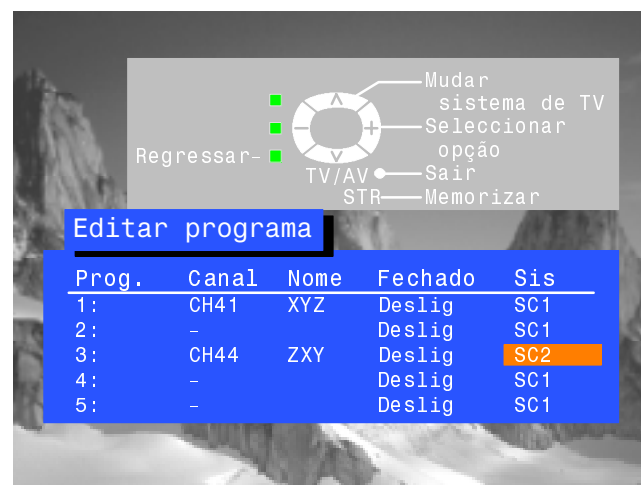 Mudar
sistema de TV
Seleccionar
opção
Regressar
TV/AV Sair
STR Memorizar
Editar programa
Prog. Canal Nome Fechado Sis
1: CH41 XYZ Deslig SC1
2: – Deslig SC1
3: CH44 ZXY Deslig SC2
4: – Deslig SC1
5: – Deslig SC1